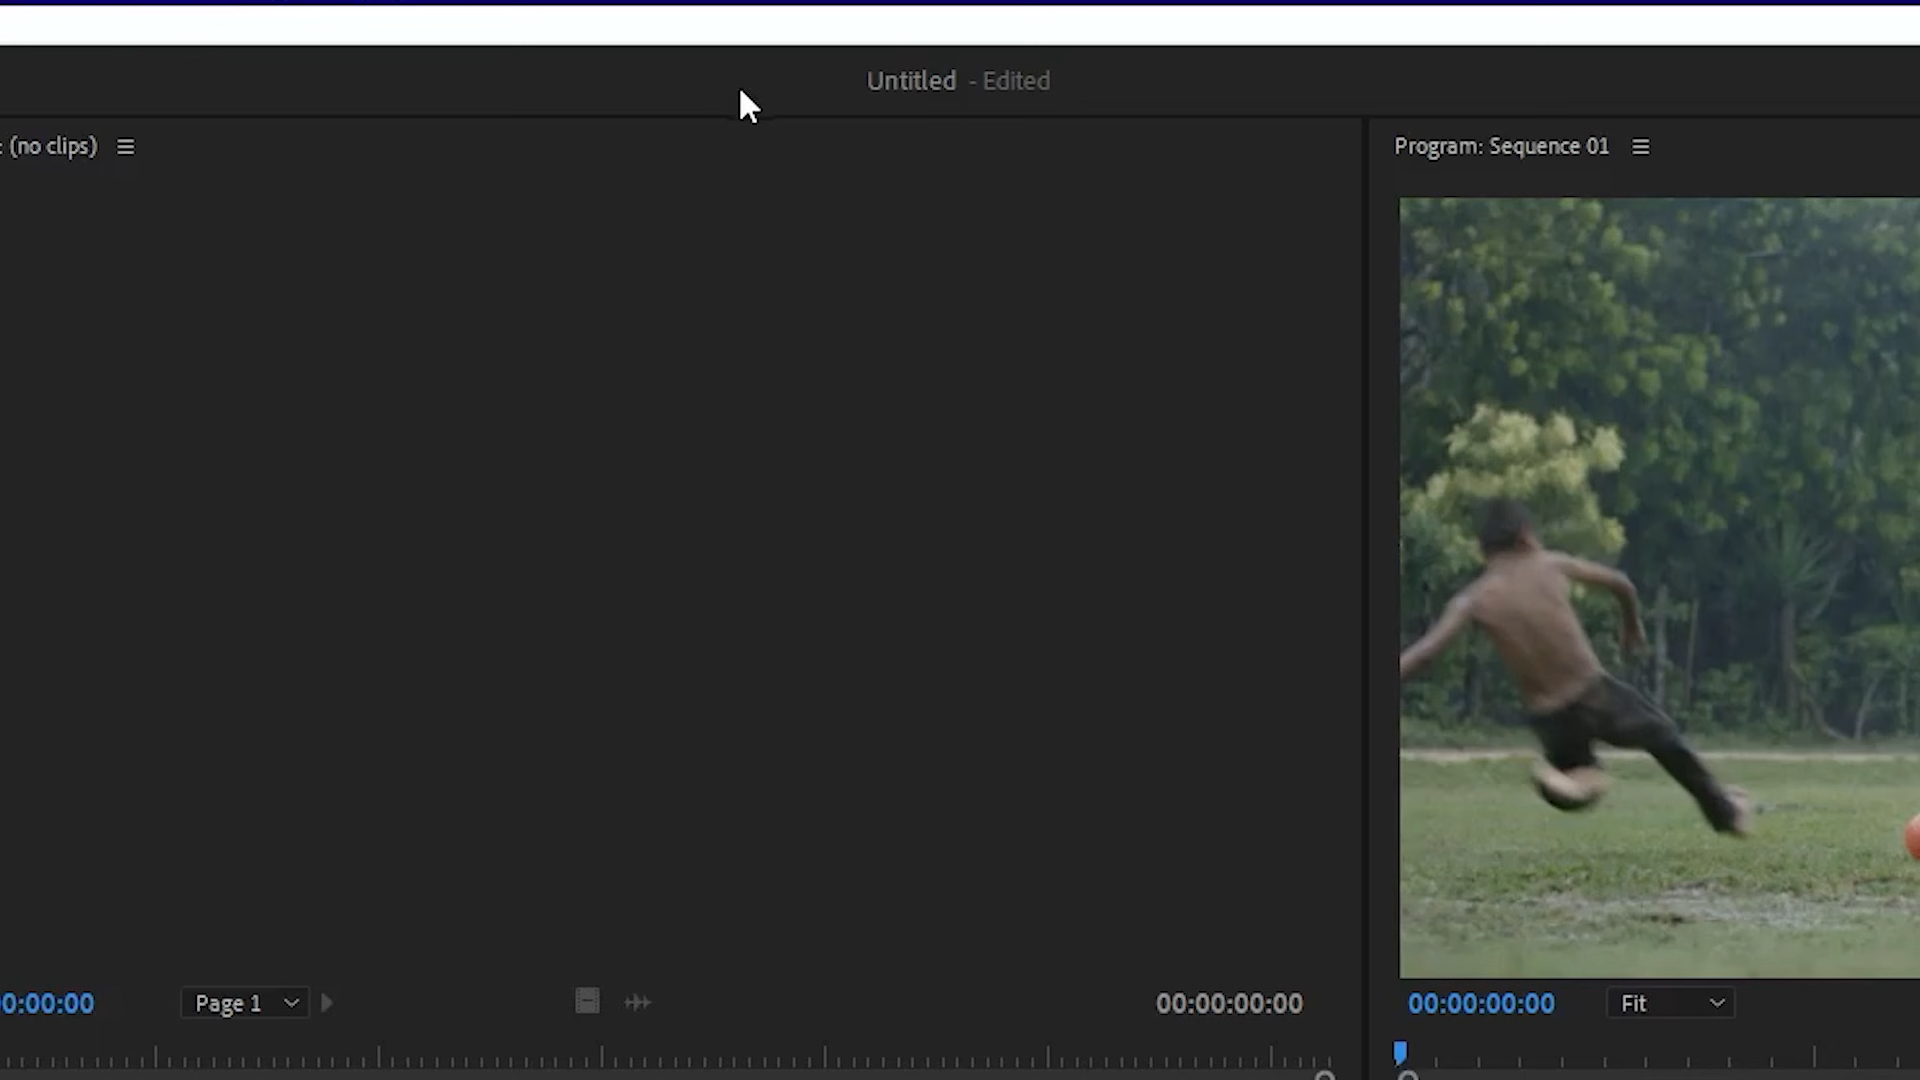 Untitled - Edited
: (no clips)
Program: Sequence 01
0:00:00
Page 1
00:00:00:00
00:00:00:00
Fit